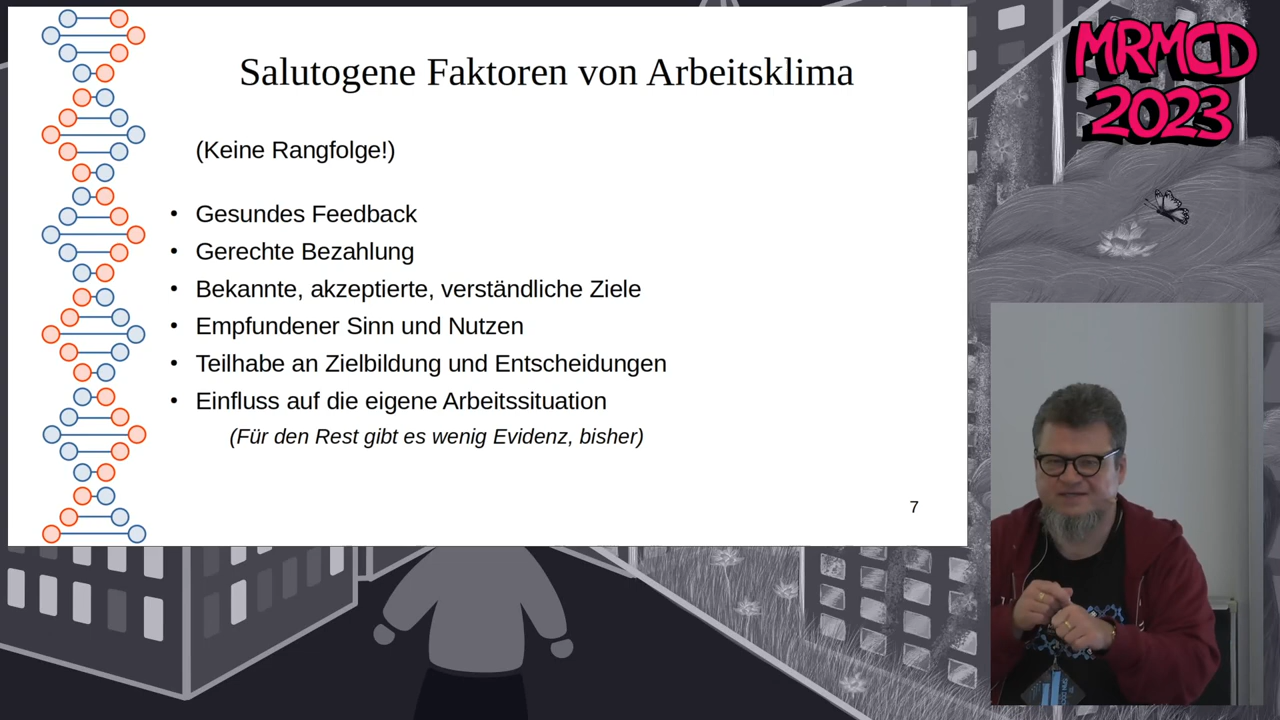 Salutogene Faktoren von Arbeitsklima
(Keine Rangfolge!)
• Gesundes Feedback
• Gerechte Bezahlung
• Bekannte, akzeptierte, verständliche Ziele
• Empfundener Sinn und Nutzen
• Teilhabe an Zielbildung und Entscheidungen
• Einfluss auf die eigene Arbeitssituation
(Für den Rest gibt es wenig Evidenz, bisher)
7
MRMCD
2023